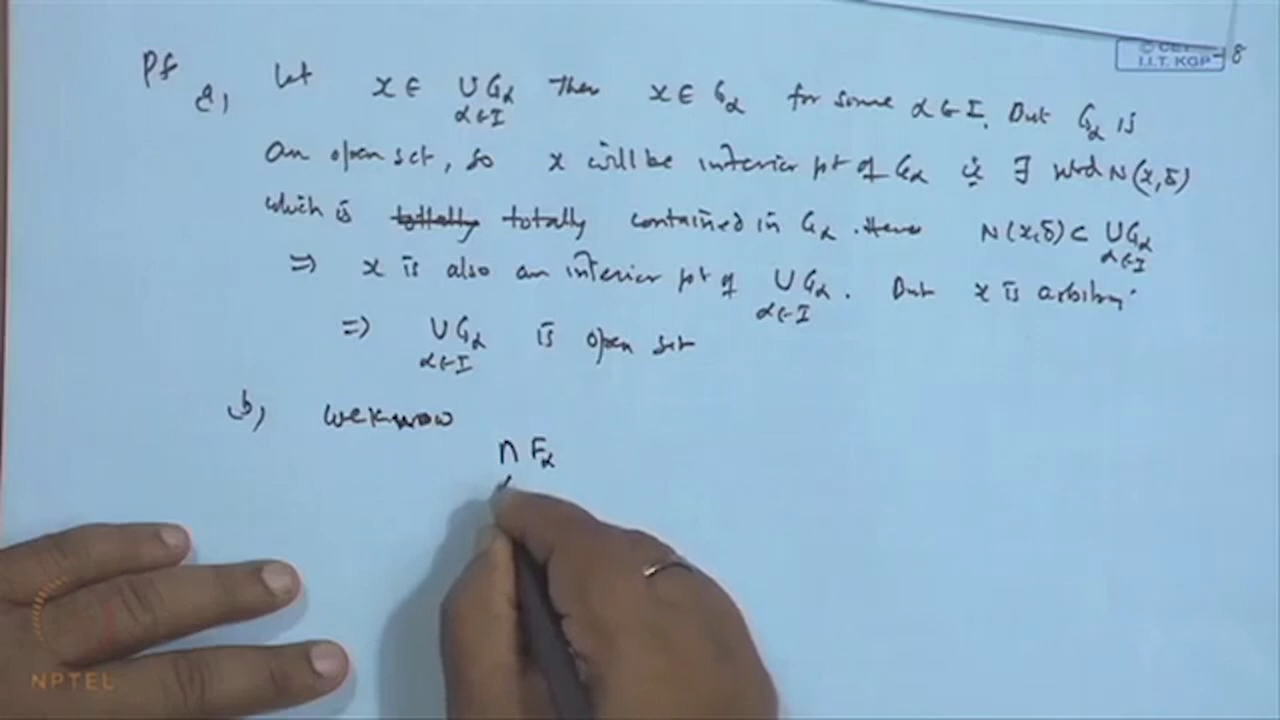 © CET
I.I.T. KGP
8
Pf a, Let x ∈ ∪ Gα Then x ∈ Gα for some α ∈ I. But Gα is
α∈I
an open set, so x will be interior pt of Gα ie ∃ nbd N(x,δ)
which is totally contained in Gα. Hence N(x,δ) ⊂ ∪ Gα
α∈I
⇒ x is also an interior pt of ∪ Gα. But x is arbitrary
α∈I
⇒ ∪ Gα is open set
α∈I
b, We know
∩ Fα
NPTEL